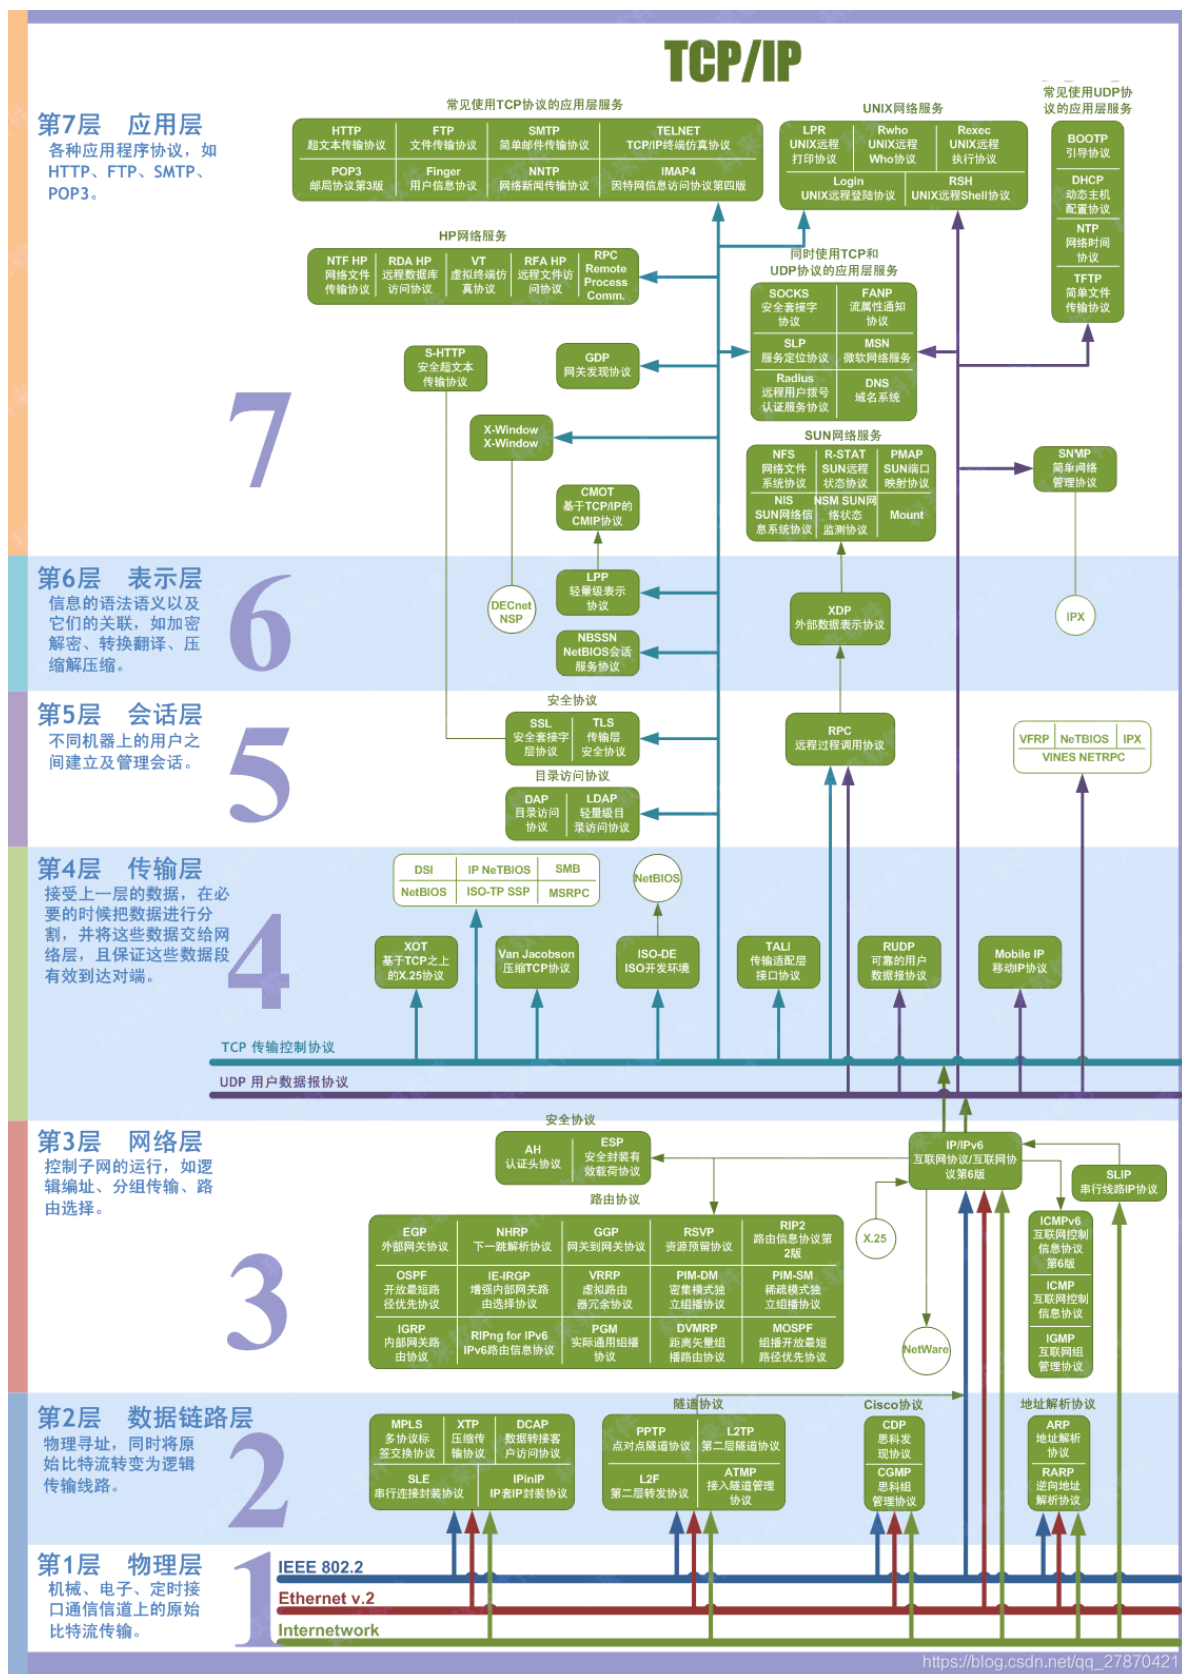 TCP/IP
常见使用TCP协议的应用层服务
UNIX网络服务
常见使用UDP协
议的应用层服务
第7层 应用层
各种应用程序协议，如
HTTP、FTP、SMTP、
POP3。
HTTP
超文本传输协议
FTP
文件传输协议
SMTP
简单邮件传输协议
TELNET
TCP/IP终端仿真协议
POP3
邮局协议第3版
Finger
用户信息协议
NNTP
网络新闻传输协议
IMAP4
因特网信息访问协议第四版
LPR
UNIX远程
打印协议
Rwho
UNIX远程
Who协议
Rexec
UNIX远程
执行协议
Login
UNIX远程登陆协议
RSH
UNIX远程Shell协议
BOOTP
引导协议
DHCP
动态主机
配置协议
NTP
网络时间
协议
TFTP
简单文件
传输协议
HP网络服务
NTF HP
网络文件
传输协议
RDA HP
远程数据库
访问协议
VT
虚拟终端仿
真协议
RFA HP
远程文件访
问协议
RPC
Remote
Process
Comm.
同时使用TCP和
UDP协议的应用层服务
SOCKS
安全套接字
协议
FANP
流属性通知
协议
SLP
服务定位协议
MSN
微软网络服务
Radius
远程用户拨号
认证服务协议
DNS
域名系统
S-HTTP
安全超文本
传输协议
GDP
网关发现协议
7
X-Window
X-Window
SUN网络服务
NFS
网络文件
系统协议
R-STAT
SUN远程
状态协议
PMAP
SUN端口
映射协议
NIS
SUN网络信
息系统协议
NSM SUN网
络状态
监测协议
Mount
SNMP
简单网络
管理协议
CMOT
基于TCP/IP的
CMIP协议
第6层 表示层
信息的语法语义以及
它们的关联，如加密
解密、转换翻译、压
缩解压缩。
6
DECnet
NSP
LPP
轻量级表示
协议
NBSSN
NetBIOS会话
服务协议
XDP
外部数据表示协议
IPX
第5层 会话层
不同机器上的用户之
间建立及管理会话。
5
安全协议
SSL
安全套接字
层协议
TLS
传输层
安全协议
目录访问协议
DAP
目录访问
协议
LDAP
轻量级目
录访问协议
RPC
远程过程调用协议
VFRP
NeTBIOS
IPX
VINES NETRPC
第4层 传输层
接受上一层的数据，在必
要的时候把数据进行分
割，并将这些数据交给网
络层，且保证这些数据段
有效到达对端。
4
DSI
IP NeTBIOS
SMB
NetBIOS
ISO-TP SSP
MSRPC
NetBIOS
XOT
基于TCP之上
的X.25协议
Van Jacobson
压缩TCP协议
ISO-DE
ISO开发环境
TALI
传输适配层
接口协议
RUDP
可靠的用户
数据报协议
Mobile IP
移动IP协议
TCP 传输控制协议
UDP 用户数据报协议
第3层 网络层
控制子网的运行，如逻
辑编址、分组传输、路
由选择。
3
安全协议
AH
认证头协议
ESP
安全封装有
效载荷协议
IP/IPv6
互联网协议/互联网协
议第6版
SLIP
串行线路IP协议
路由协议
EGP
外部网关协议
NHRP
下一跳解析协议
GGP
网关到网关协议
RSVP
资源预留协议
RIP2
路由信息协议第
2版
OSPF
开放最短路
径优先协议
IE-IRGP
增强内部网关路
由选择协议
VRRP
虚拟路由
器冗余协议
PIM-DM
密集模式独
立组播协议
PIM-SM
稀疏模式独
立组播协议
IGRP
内部网关路
由协议
RIPng for IPv6
IPv6路由信息协议
PGM
实际通用组播
协议
DVMRP
距离矢量组
播路由协议
MOSPF
组播开放最短
路径优先协议
X.25
NetWare
ICMPv6
互联网控制
信息协议
第6版
ICMP
互联网控制
信息协议
IGMP
互联网组
管理协议
第2层 数据链路层
物理寻址，同时将原
始比特流转变为逻辑
传输线路。
2
MPLS
多协议标
签交换协议
XTP
压缩传
输协议
DCAP
数据转接客
户访问协议
SLE
串行连接封装协议
IPinIP
IP套IP封装协议
隧道协议
PPTP
点对点隧道协议
L2TP
第二层隧道协议
L2F
第二层转发协议
ATMP
接入隧道管理
协议
Cisco协议
CDP
思科发
现协议
CGMP
思科组
管理协议
地址解析协议
ARP
地址解析
协议
RARP
逆向地址
解析协议
第1层 物理层
机械、电子、定时接
口通信信道上的原始
比特流传输。
1
IEEE 802.2
Ethernet v.2
Internetwork
https://blog.csdn.net/qq_27870421